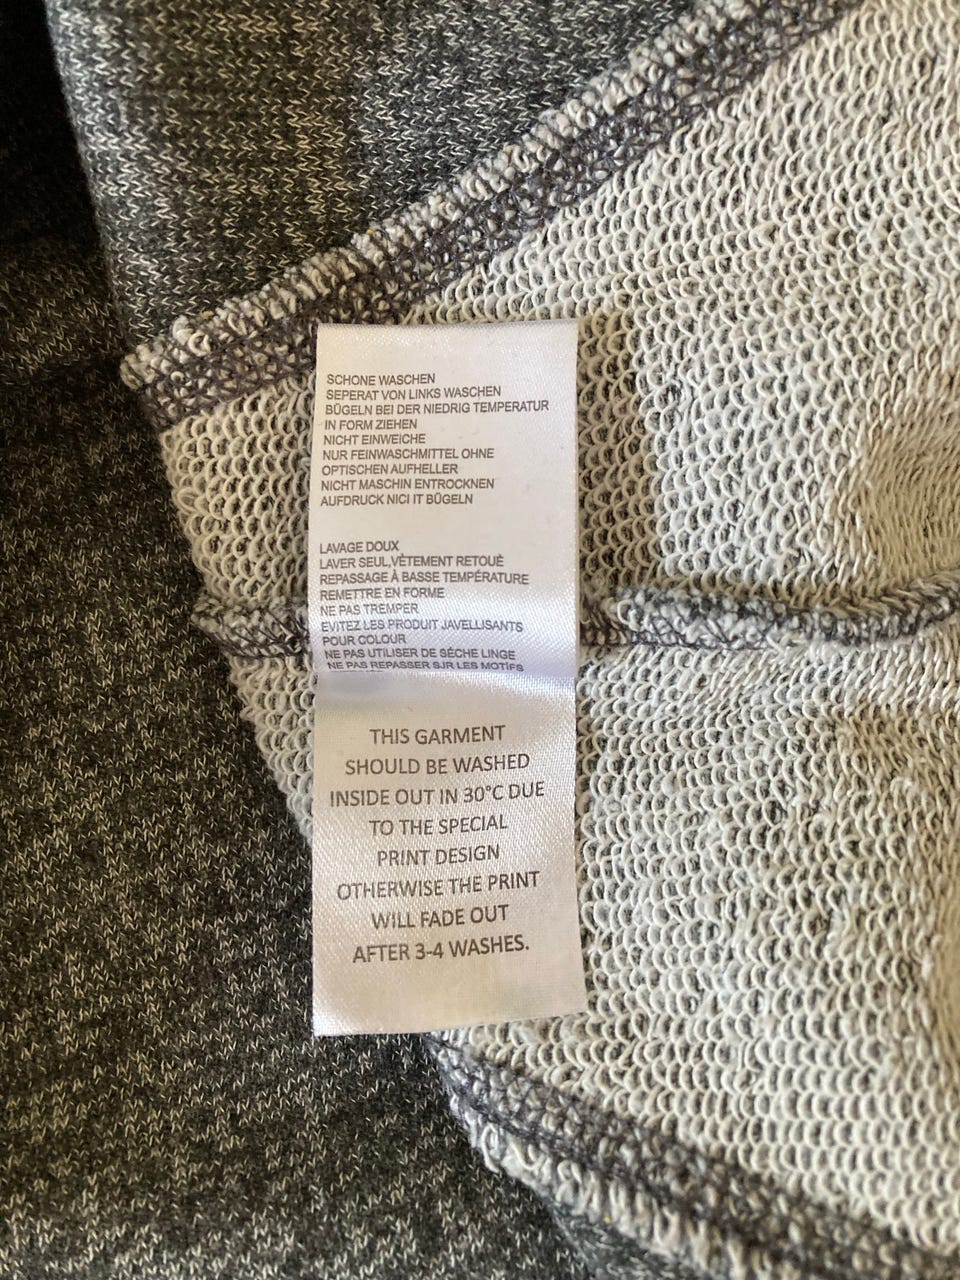 SCHONE WASCHEN
SEPERAT VON LINKS WASCHEN
BÜGELN BEI DER NIEDRIG TEMPERATUR
IN FORM ZIEHEN
NICHT EINWEICHE
NUR FEINWASCHMITTEL OHNE
OPTISCHEN AUFHELLER
NICHT MASCHIN ENTROCKNEN
AUFDRUCK NICI IT BÜGELN
LAVAGE DOUX
LAVER SEUL,VÊTEMENT RETOUÈ
REPASSAGE À BASSE TEMPÉRATURE
REMETTRE EN FORME
NE PAS TREMPER
EVITEZ LES PRODUIT JAVELLISANTS
POUR COLOUR
NE PAS UTILISER DE SÉCHE LINGE
NE PAS REPASSER SUR LES MOTİFS
THIS GARMENT
SHOULD BE WASHED
INSIDE OUT IN 30°C DUE
TO THE SPECIAL
PRINT DESIGN
OTHERWISE THE PRINT
WILL FADE OUT
AFTER 3-4 WASHES.